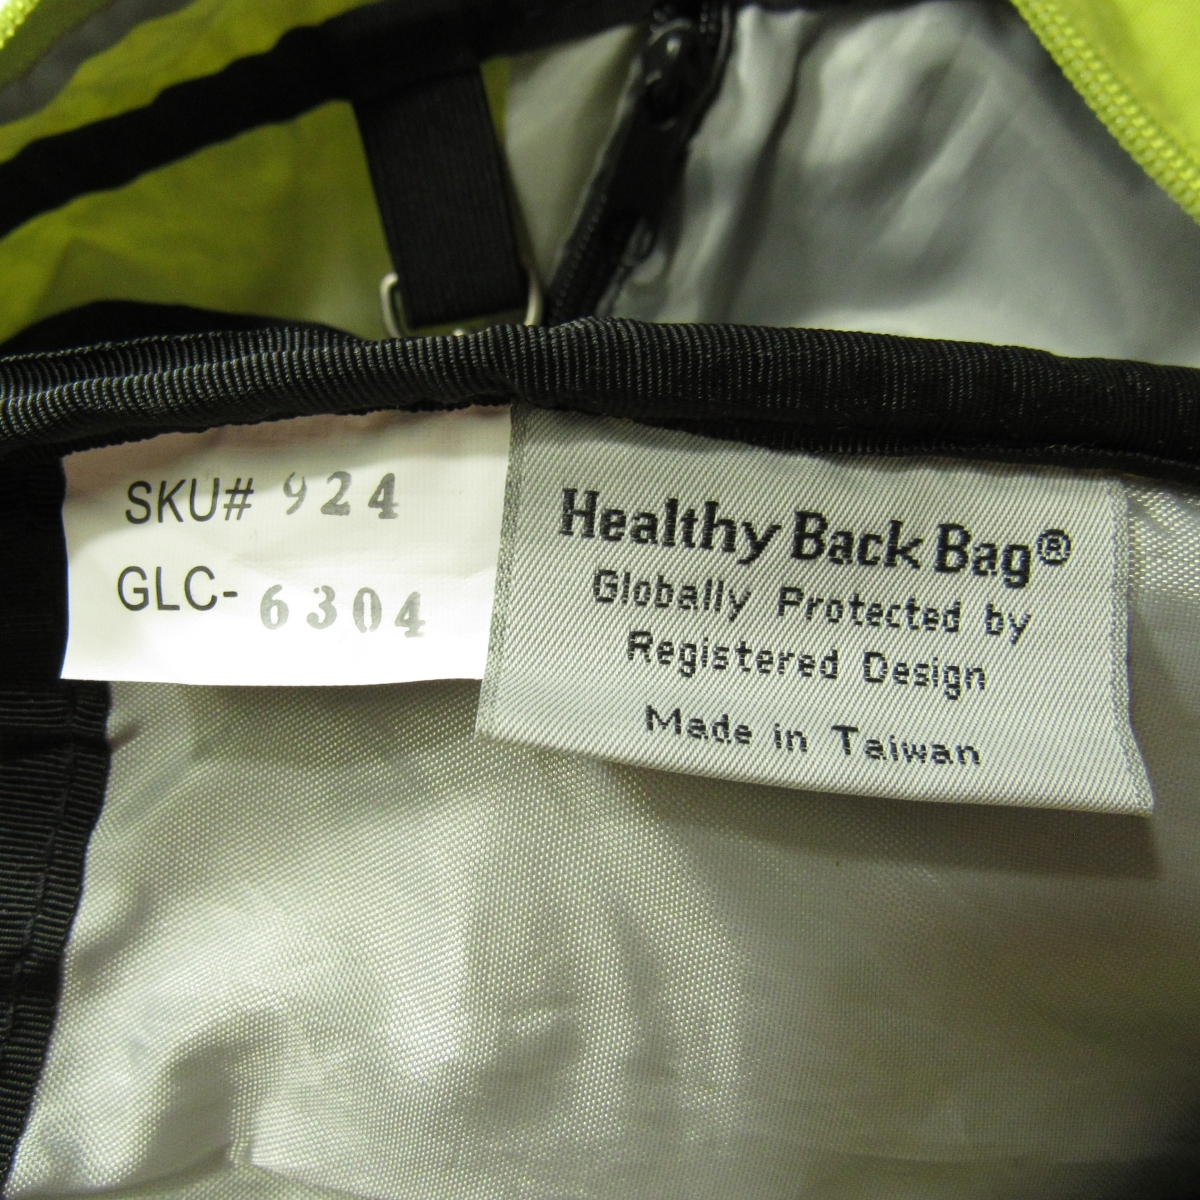 SKU# 924
GLC- 6304
Healthy Back Bag®
Globally Protected by
Registered Design
Made in Taiwan